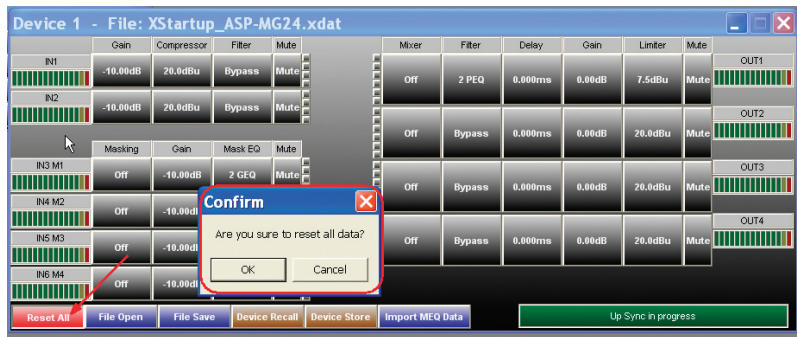 Device 1 - File: XStartup_ASP-MG24.xdat
Gain Compressor Filter Mute Mixer Filter Delay Gain Limiter Mute
IN1 -10.00dB 20.0dBu Bypass Mute Off 2 PEQ 0.000ms 0.00dB 7.5dBu Mute OUT1
IN2 -10.00dB 20.0dBu Bypass Mute Off Bypass 0.000ms 0.00dB 20.0dBu Mute OUT2
Masking Gain Mask EQ Mute
IN3 M1 Off -10.00dB 2 GEQ Mute Off Bypass 0.000ms 0.00dB 20.0dBu Mute OUT3
IN4 M2 Off -10.00d
IN5 M3 Off -10.00d Off Bypass 0.000ms 0.00dB 20.0dBu Mute OUT4
IN6 M4 Off -10.00d
Confirm
Are you sure to reset all data?
OK Cancel
Reset All File Open File Save Device Recall Device Store Import MEQ Data Up Sync in progress